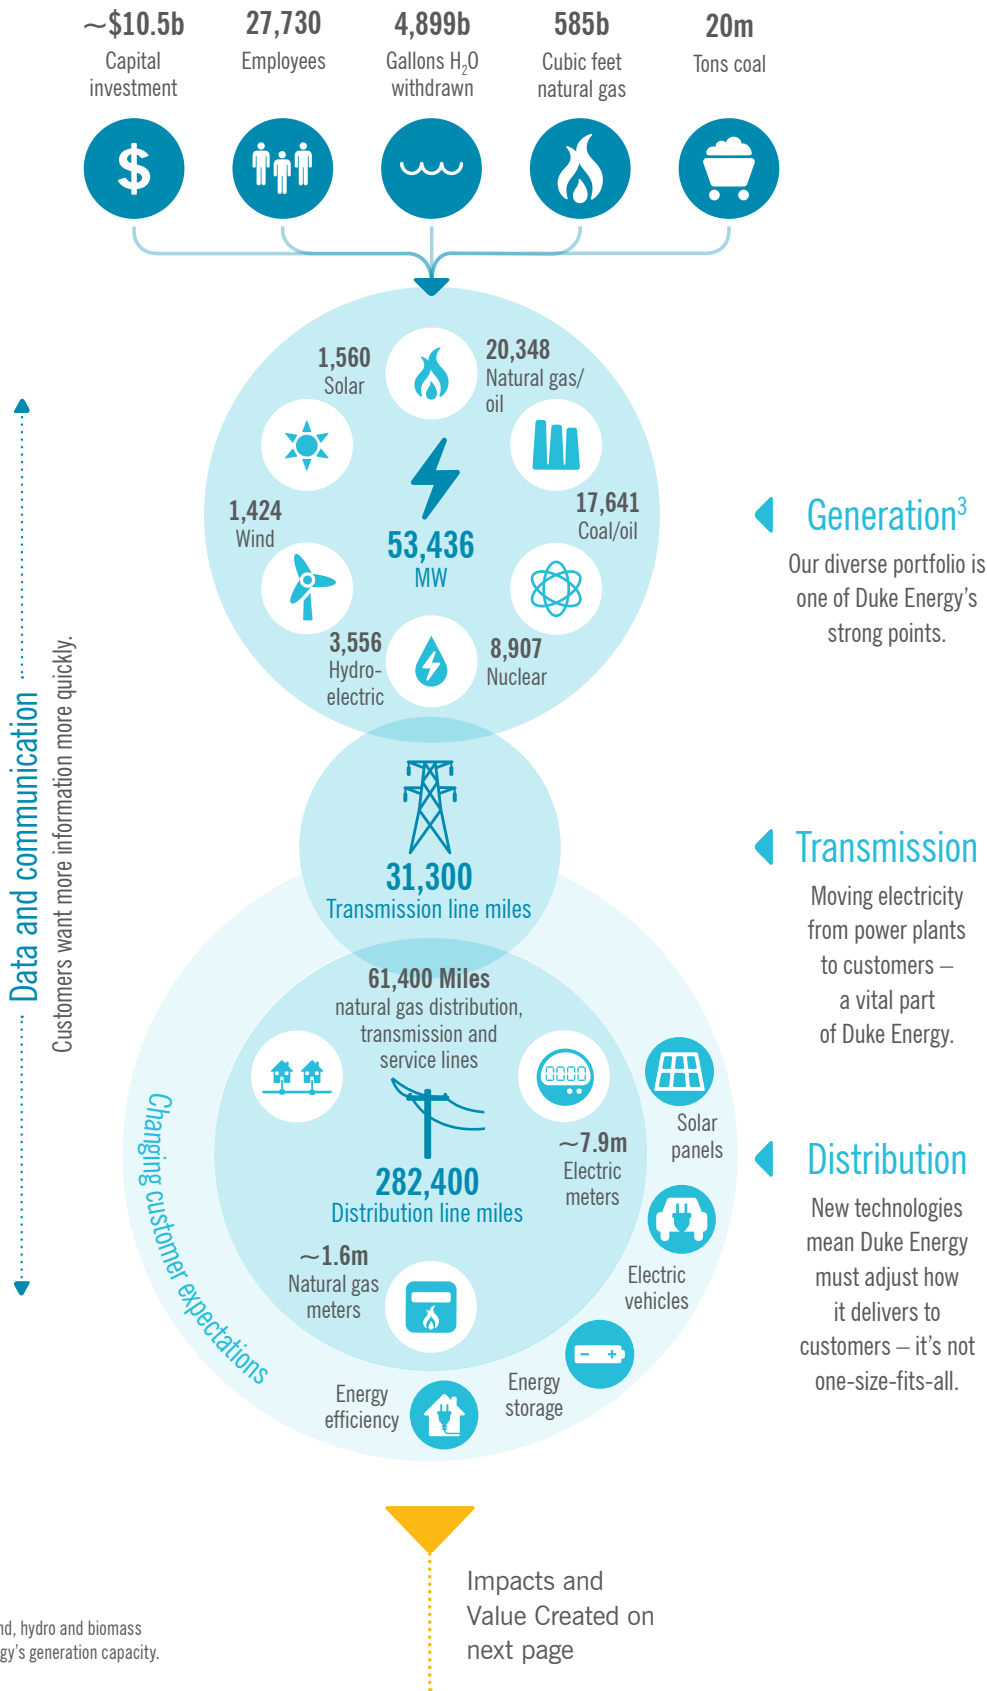 ~$10.5b
Capital
investment
27,730
Employees
4,899b
Gallons H₂O
withdrawn
585b
Cubic feet
natural gas
20m
Tons coal
1,560
Solar
20,348
Natural gas/
oil
1,424
Wind
17,641
Coal/oil
53,436
MW
3,556
Hydro-
electric
8,907
Nuclear
Generation³
Our diverse portfolio is
one of Duke Energy’s
strong points.
Data and communication
Customers want more information more quickly.
31,300
Transmission line miles
Transmission
Moving electricity
from power plants
to customers –
a vital part
of Duke Energy.
61,400 Miles
natural gas distribution,
transmission and
service lines
0000
~7.9m
Electric
meters
282,400
Distribution line miles
~1.6m
Natural gas
meters
Changing customer expectations
Solar
panels
Electric
vehicles
Energy
storage
Energy
efficiency
Distribution
New technologies
mean Duke Energy
must adjust how
it delivers to
customers – it’s not
one-size-fits-all.
Impacts and
Value Created on
next page
nd, hydro and biomass
gy’s generation capacity.